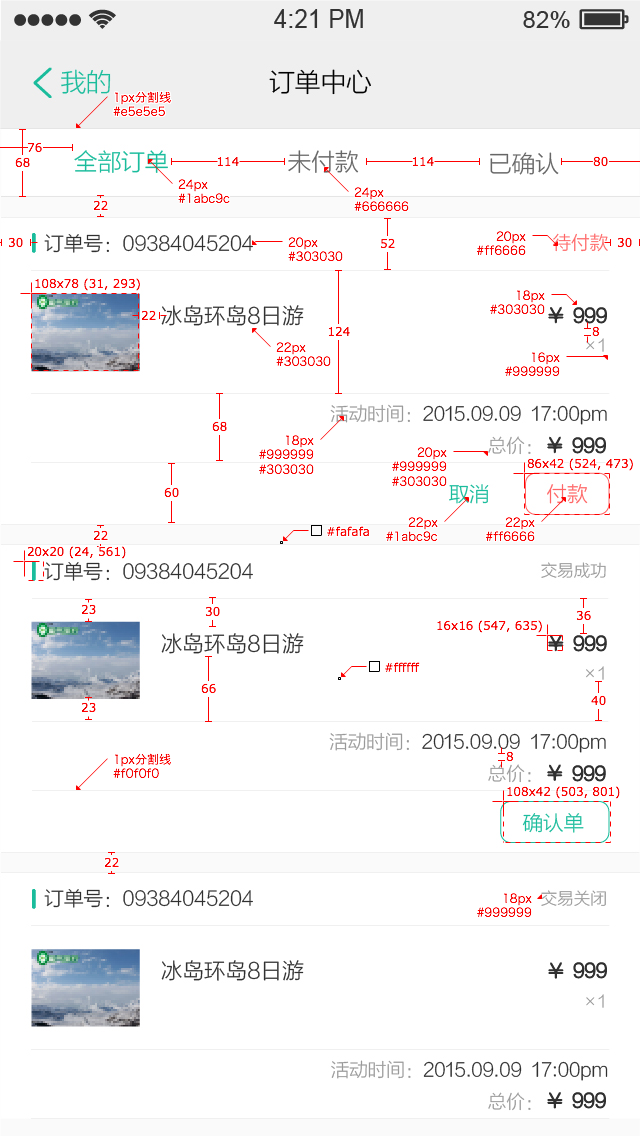 4:21 PM 82%
我的 订单中心
1px分割线
#e5e5e5
76
68
全部订单 114 未付款 114 已确认 80
24px
#1abc9c
24px
#666666
22
30 订单号：09384045204 20px
#303030
52
20px
#ff6666
待付款 30
108x78 (31, 293)
22 冰岛环岛8日游
22px
#303030
124
18px
#303030
¥ 999
8
×1
16px
#999999
68
活动时间：2015.09.09 17:00pm
18px
#999999
#303030
总价：¥ 999
20px
#999999
#303030
86x42 (524, 473)
60
取消 付款
22px
#1abc9c
22px
#ff6666
22
#fafafa
20x20 (24, 561)
订单号：09384045204 交易成功
23
30
36
16x16 (547, 635)
冰岛环岛8日游 ¥ 999
#ffffff
×1
66
40
23
活动时间：2015.09.09 17:00pm
8
1px分割线
#f0f0f0
总价：¥ 999
108x42 (503, 801)
确认单
22
订单号：09384045204 交易关闭
18px
#999999
冰岛环岛8日游 ¥ 999
×1
活动时间：2015.09.09 17:00pm
总价：¥ 999